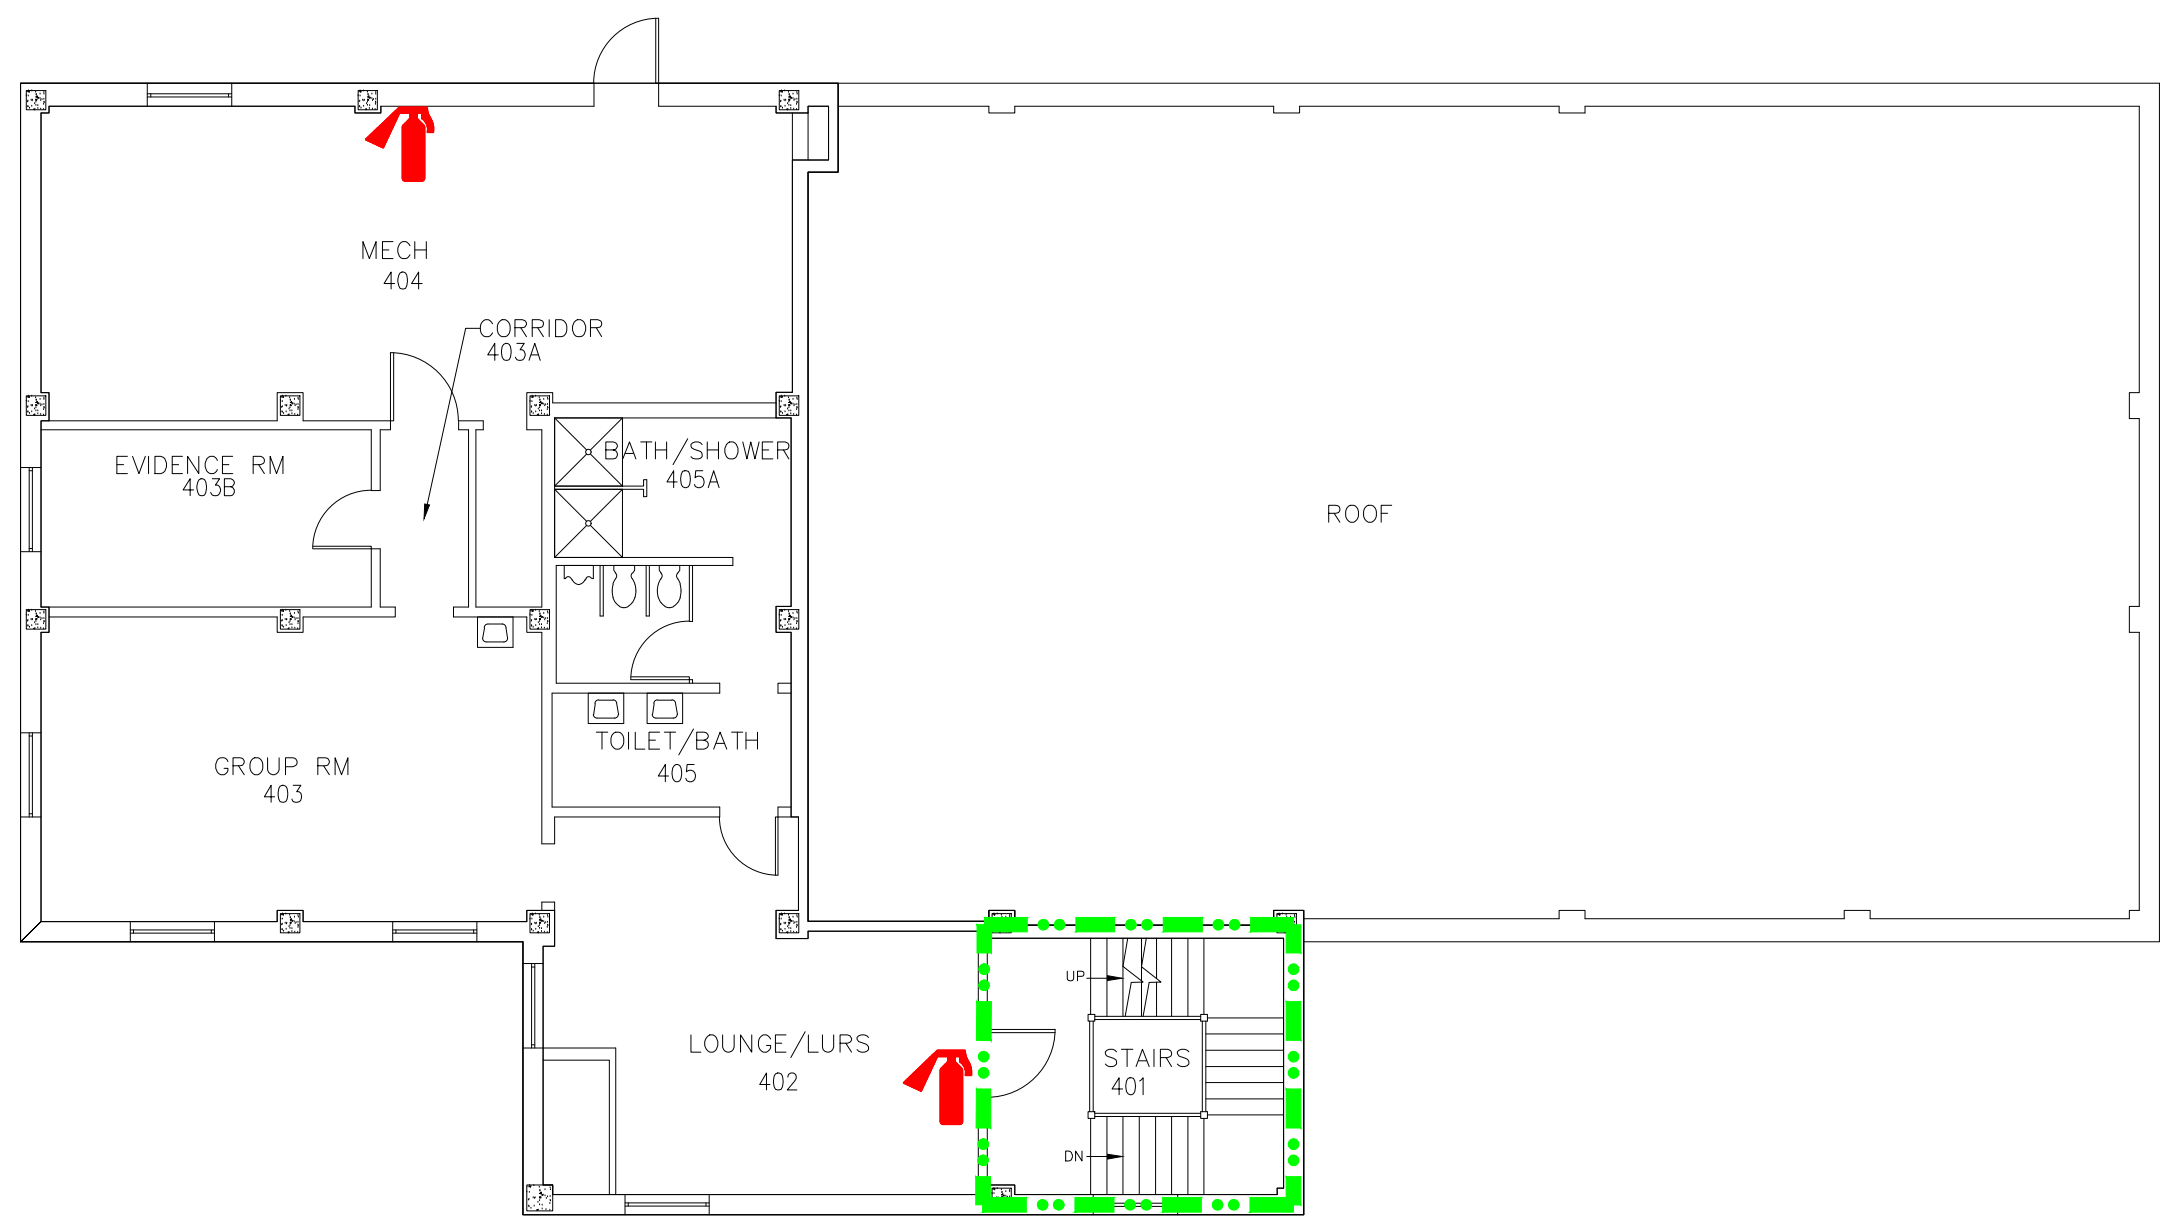 MECH
404
CORRIDOR
403A
EVIDENCE RM
403B
BATH/SHOWER
405A
ROOF
GROUP RM
403
TOILET/BATH
405
UP
LOUNGE/LURS
402
STAIRS
401
DN